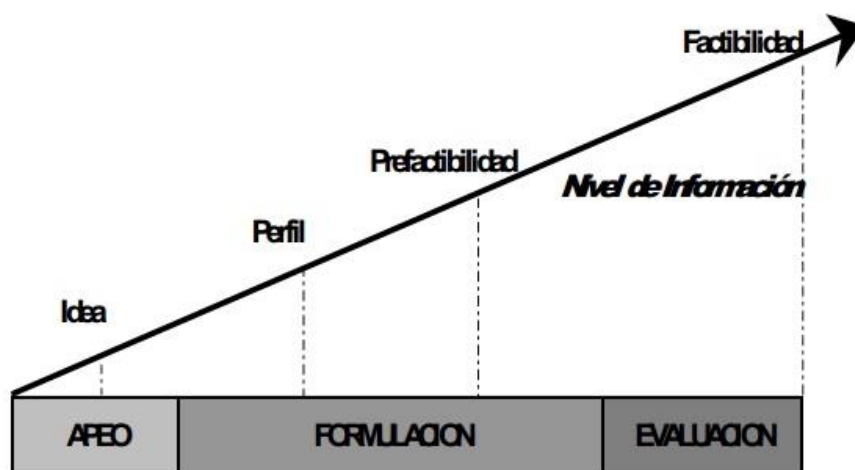 Factibilidad
Prefactibilidad
Nivel de Información
Perfil
Idea
APEO
FORMULACION
EVALUACION